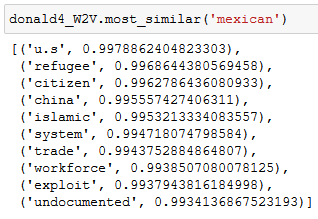 donald4_W2V.most_similar('mexican')
[('u.s', 0.9978862404823303),
('refugee', 0.9968644380569458),
('citizen', 0.9962786436080933),
('china', 0.995557427406311),
('islamic', 0.9953213334083557),
('system', 0.994718074798584),
('trade', 0.9943752884864807),
('workforce', 0.9938507080078125),
('exploit', 0.9937943816184998),
('undocumented', 0.9934136867523193)]